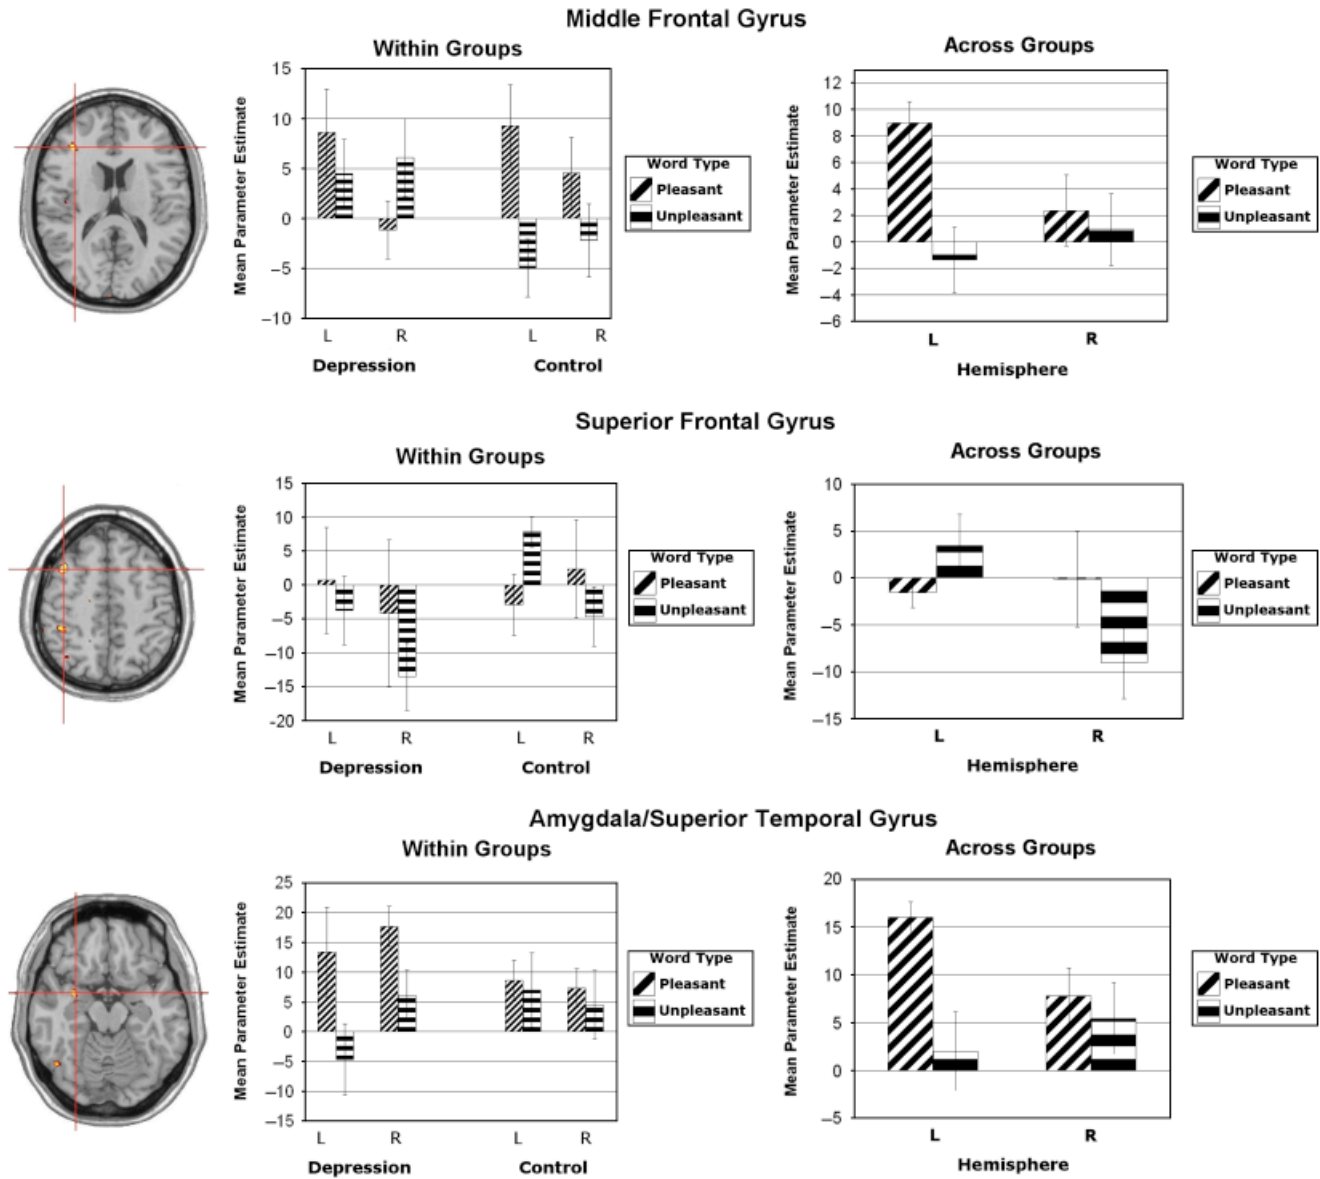 Middle Frontal Gyrus
Within Groups
Across Groups
Mean Parameter Estimate
15
10
5
0
–5
–10
L
R
L
R
Depression
Control
Word Type
Pleasant
Unpleasant
Mean Parameter Estimate
12
10
8
6
4
2
0
–2
–4
–6
L
R
Hemisphere
Word Type
Pleasant
Unpleasant
Superior Frontal Gyrus
Within Groups
Across Groups
Mean Parameter Estimate
15
10
5
0
–5
–10
–15
-20
L
R
L
R
Depression
Control
Word Type
Pleasant
Unpleasant
Mean Parameter Estimate
10
5
0
–5
–10
–15
L
R
Hemisphere
Word Type
Pleasant
Unpleasant
Amygdala/Superior Temporal Gyrus
Within Groups
Across Groups
Mean Parameter Estimate
25
20
15
10
5
0
–5
–10
–15
L
R
L
R
Depression
Control
Word Type
Pleasant
Unpleasant
Mean Parameter Estimate
20
15
10
5
0
–5
L
R
Hemisphere
Word Type
Pleasant
Unpleasant